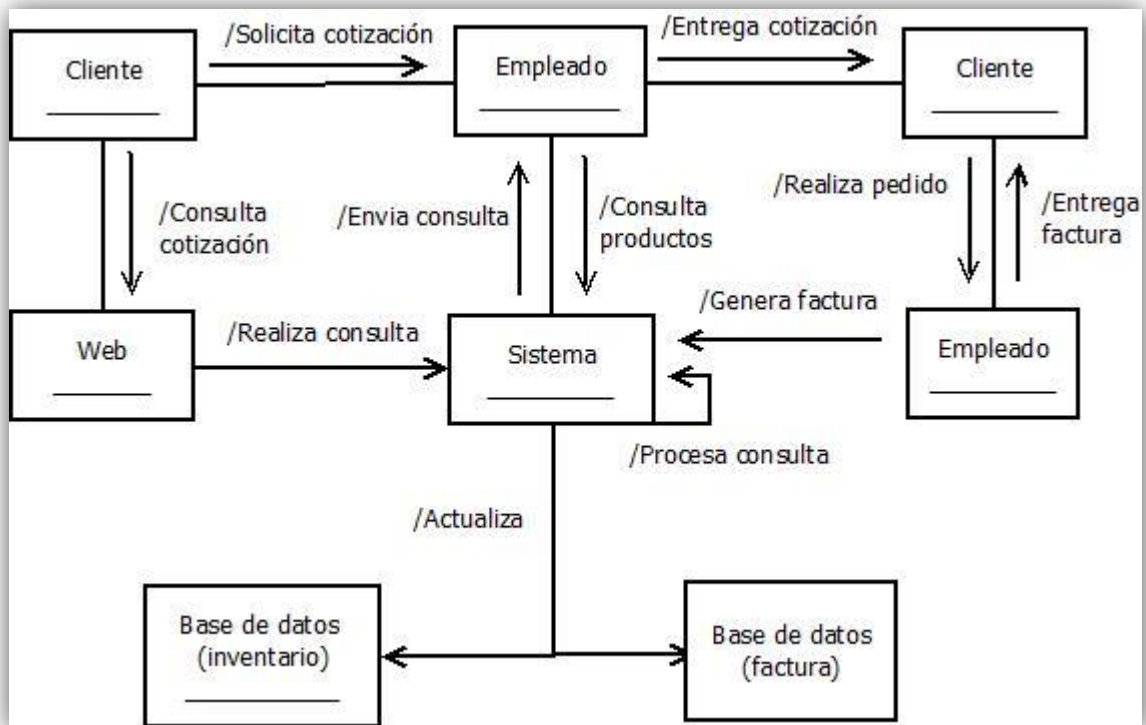 /Solicita cotización
/Entrega cotización
Cliente
Empleado
Cliente
/Consulta
cotización
/Envia consulta
/Consulta
productos
/Realiza pedido
/Entrega
factura
/Genera factura
Web
/Realiza consulta
Sistema
Empleado
/Procesa consulta
/Actualiza
Base de datos
(inventario)
Base de datos
(factura)